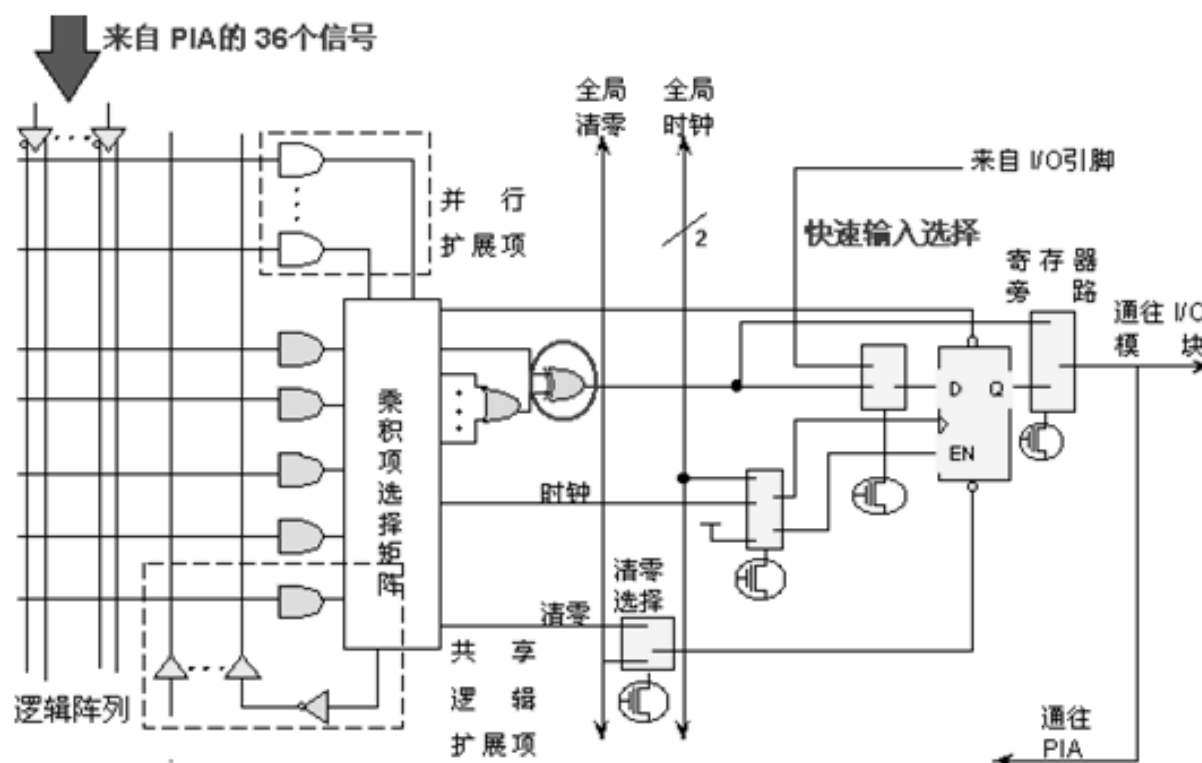 来自 PIA的 36个信号
全局
清零
全局
时钟
来自 I/O引脚
并 行
扩展项
2
快速输入选择
寄存器
旁 路
通往 I/O
模 块
乘积项选择矩阵
D Q
EN
时钟
清零
选择
清零
共 享
逻 辑
扩展项
逻辑阵列
通往
PIA